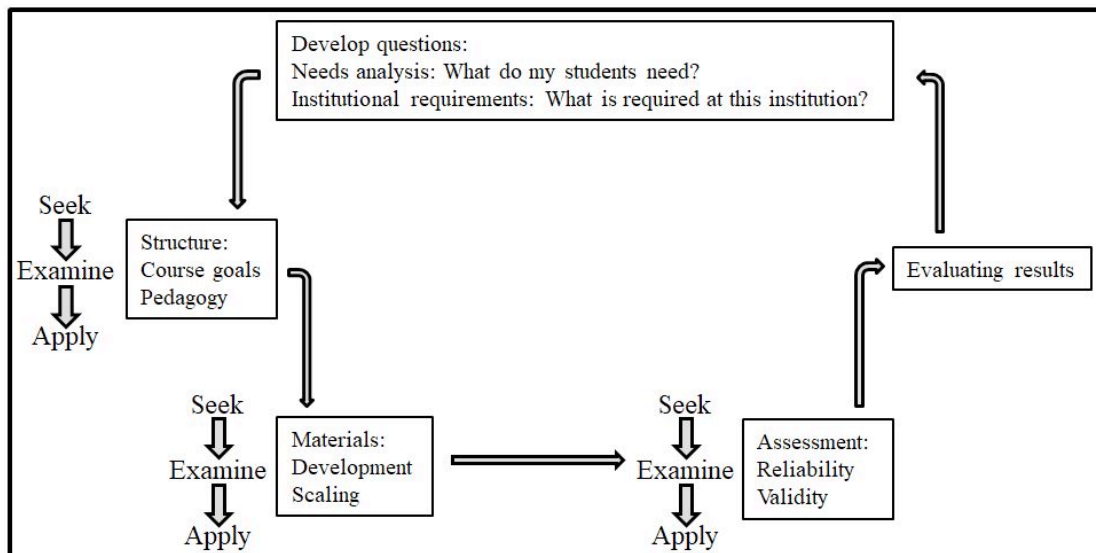 Develop questions:
Needs analysis: What do my students need?
Institutional requirements: What is required at this institution?
Seek
Examine
Apply
Structure:
Course goals
Pedagogy
Evaluating results
Seek
Examine
Apply
Materials:
Development
Scaling
Seek
Examine
Apply
Assessment:
Reliability
Validity